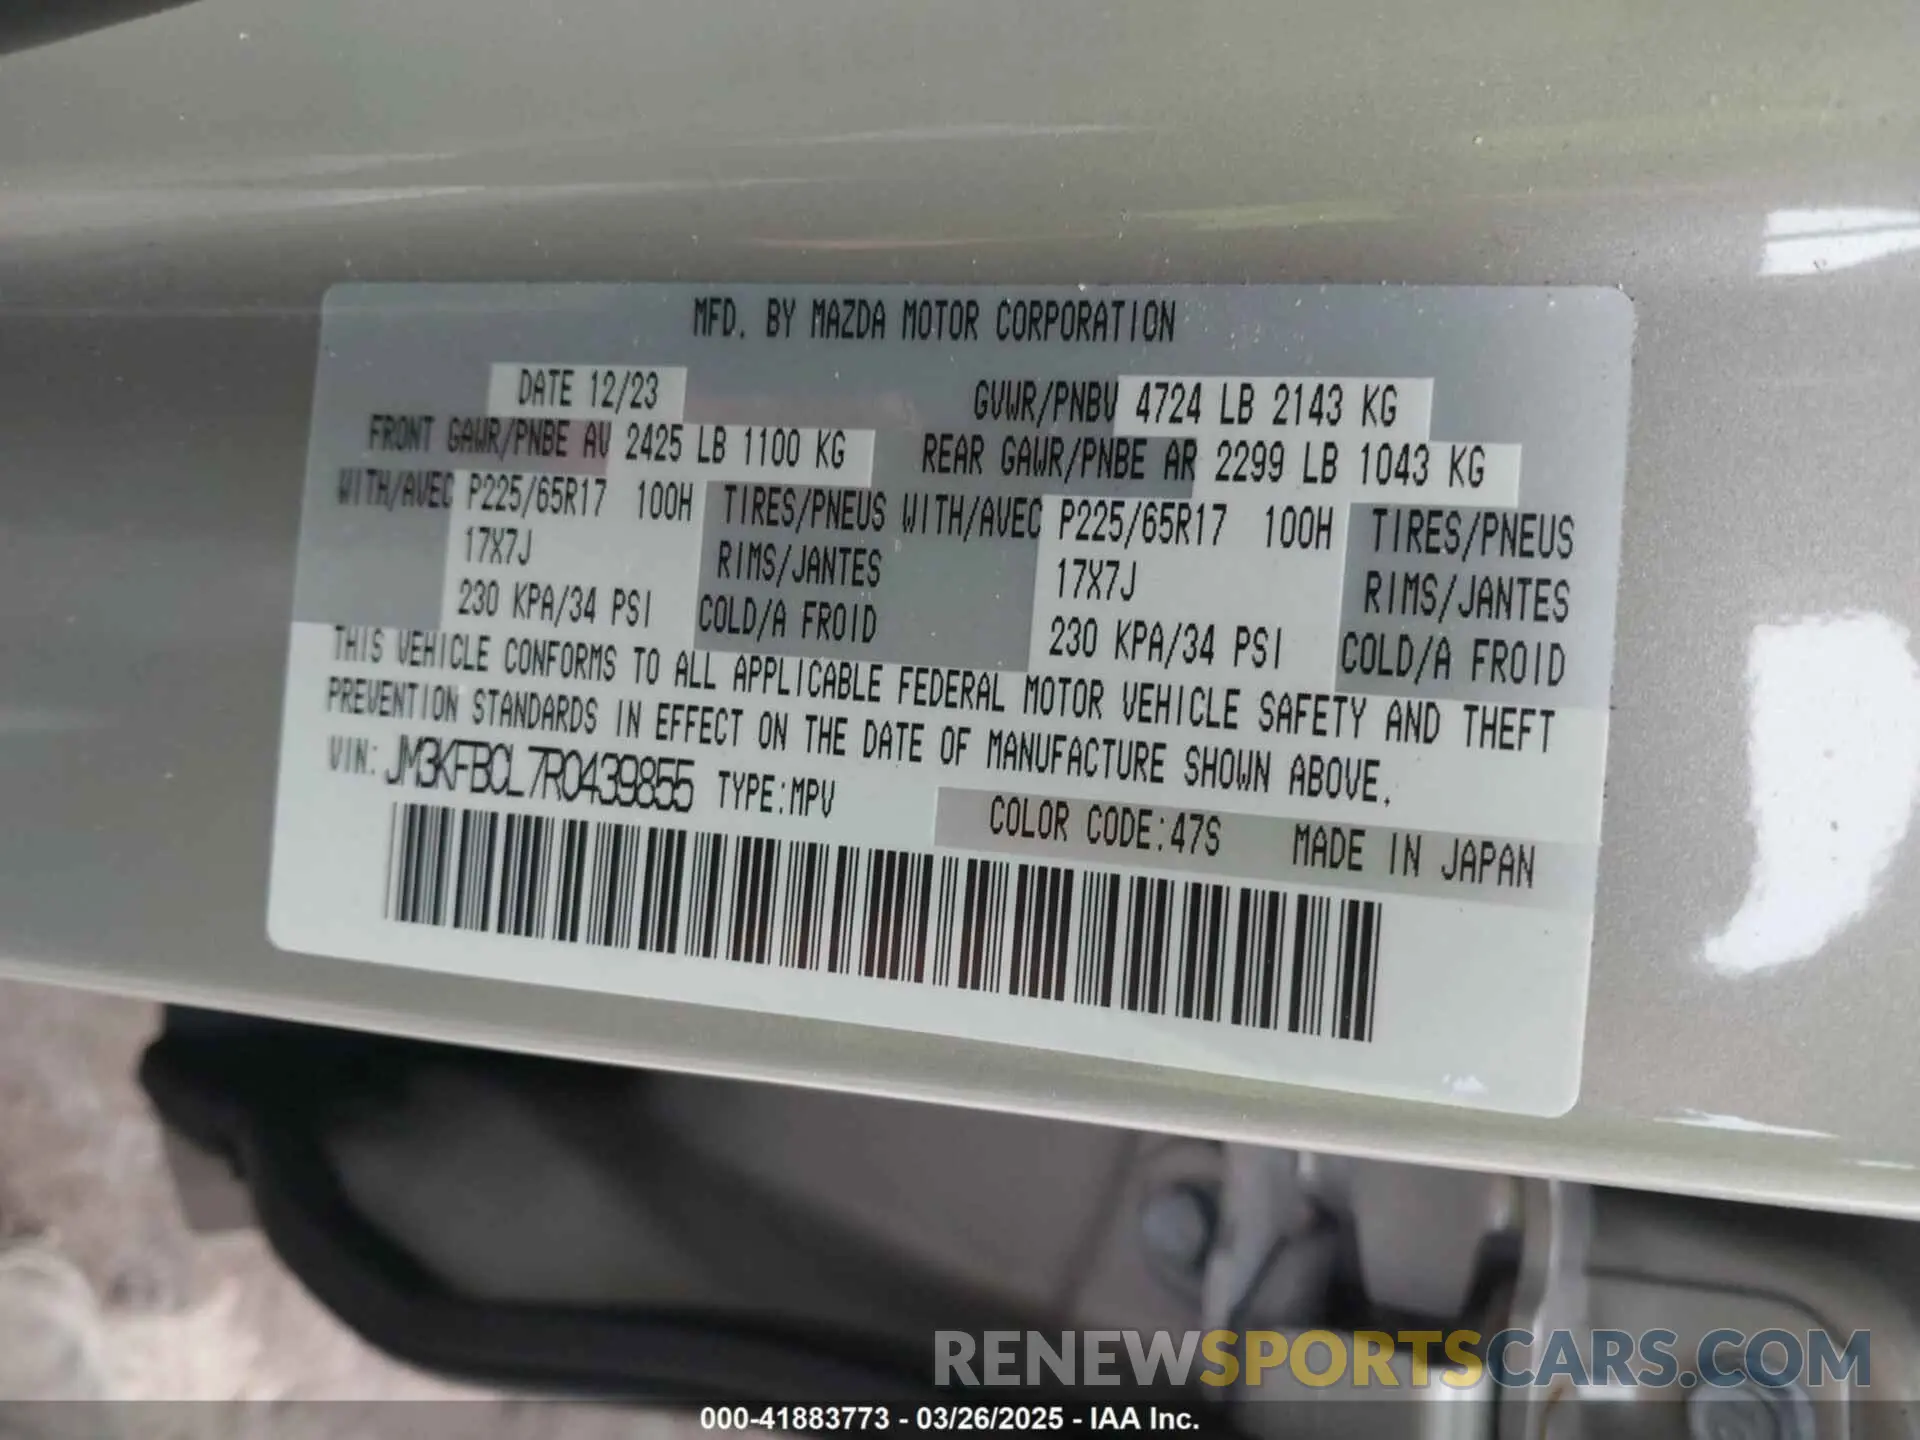 MFD. BY MAZDA MOTOR CORPORATION
DATE 12/23 GVWR/PNBV 4724 LB 2143 KG
FRONT GAWR/PNBE AV 2425 LB 1100 KG REAR GAWR/PNBE AR 2299 LB 1043 KG
WITH/AVEC P225/65R17 100H TIRES/PNEUS WITH/AVEC P225/65R17 100H TIRES/PNEUS
17X7J RIMS/JANTES 17X7J RIMS/JANTES
230 KPA/34 PSI COLD/A FROID 230 KPA/34 PSI COLD/A FROID
THIS VEHICLE CONFORMS TO ALL APPLICABLE FEDERAL MOTOR VEHICLE SAFETY AND THEFT
PREVENTION STANDARDS IN EFFECT ON THE DATE OF MANUFACTURE SHOWN ABOVE.
VIN: JM3KFBCL7R0439855 TYPE:MPV
COLOR CODE:47S MADE IN JAPAN
RENEWSPORTSCARS.COM
000-41883773 - 03/26/2025 - IAA Inc.